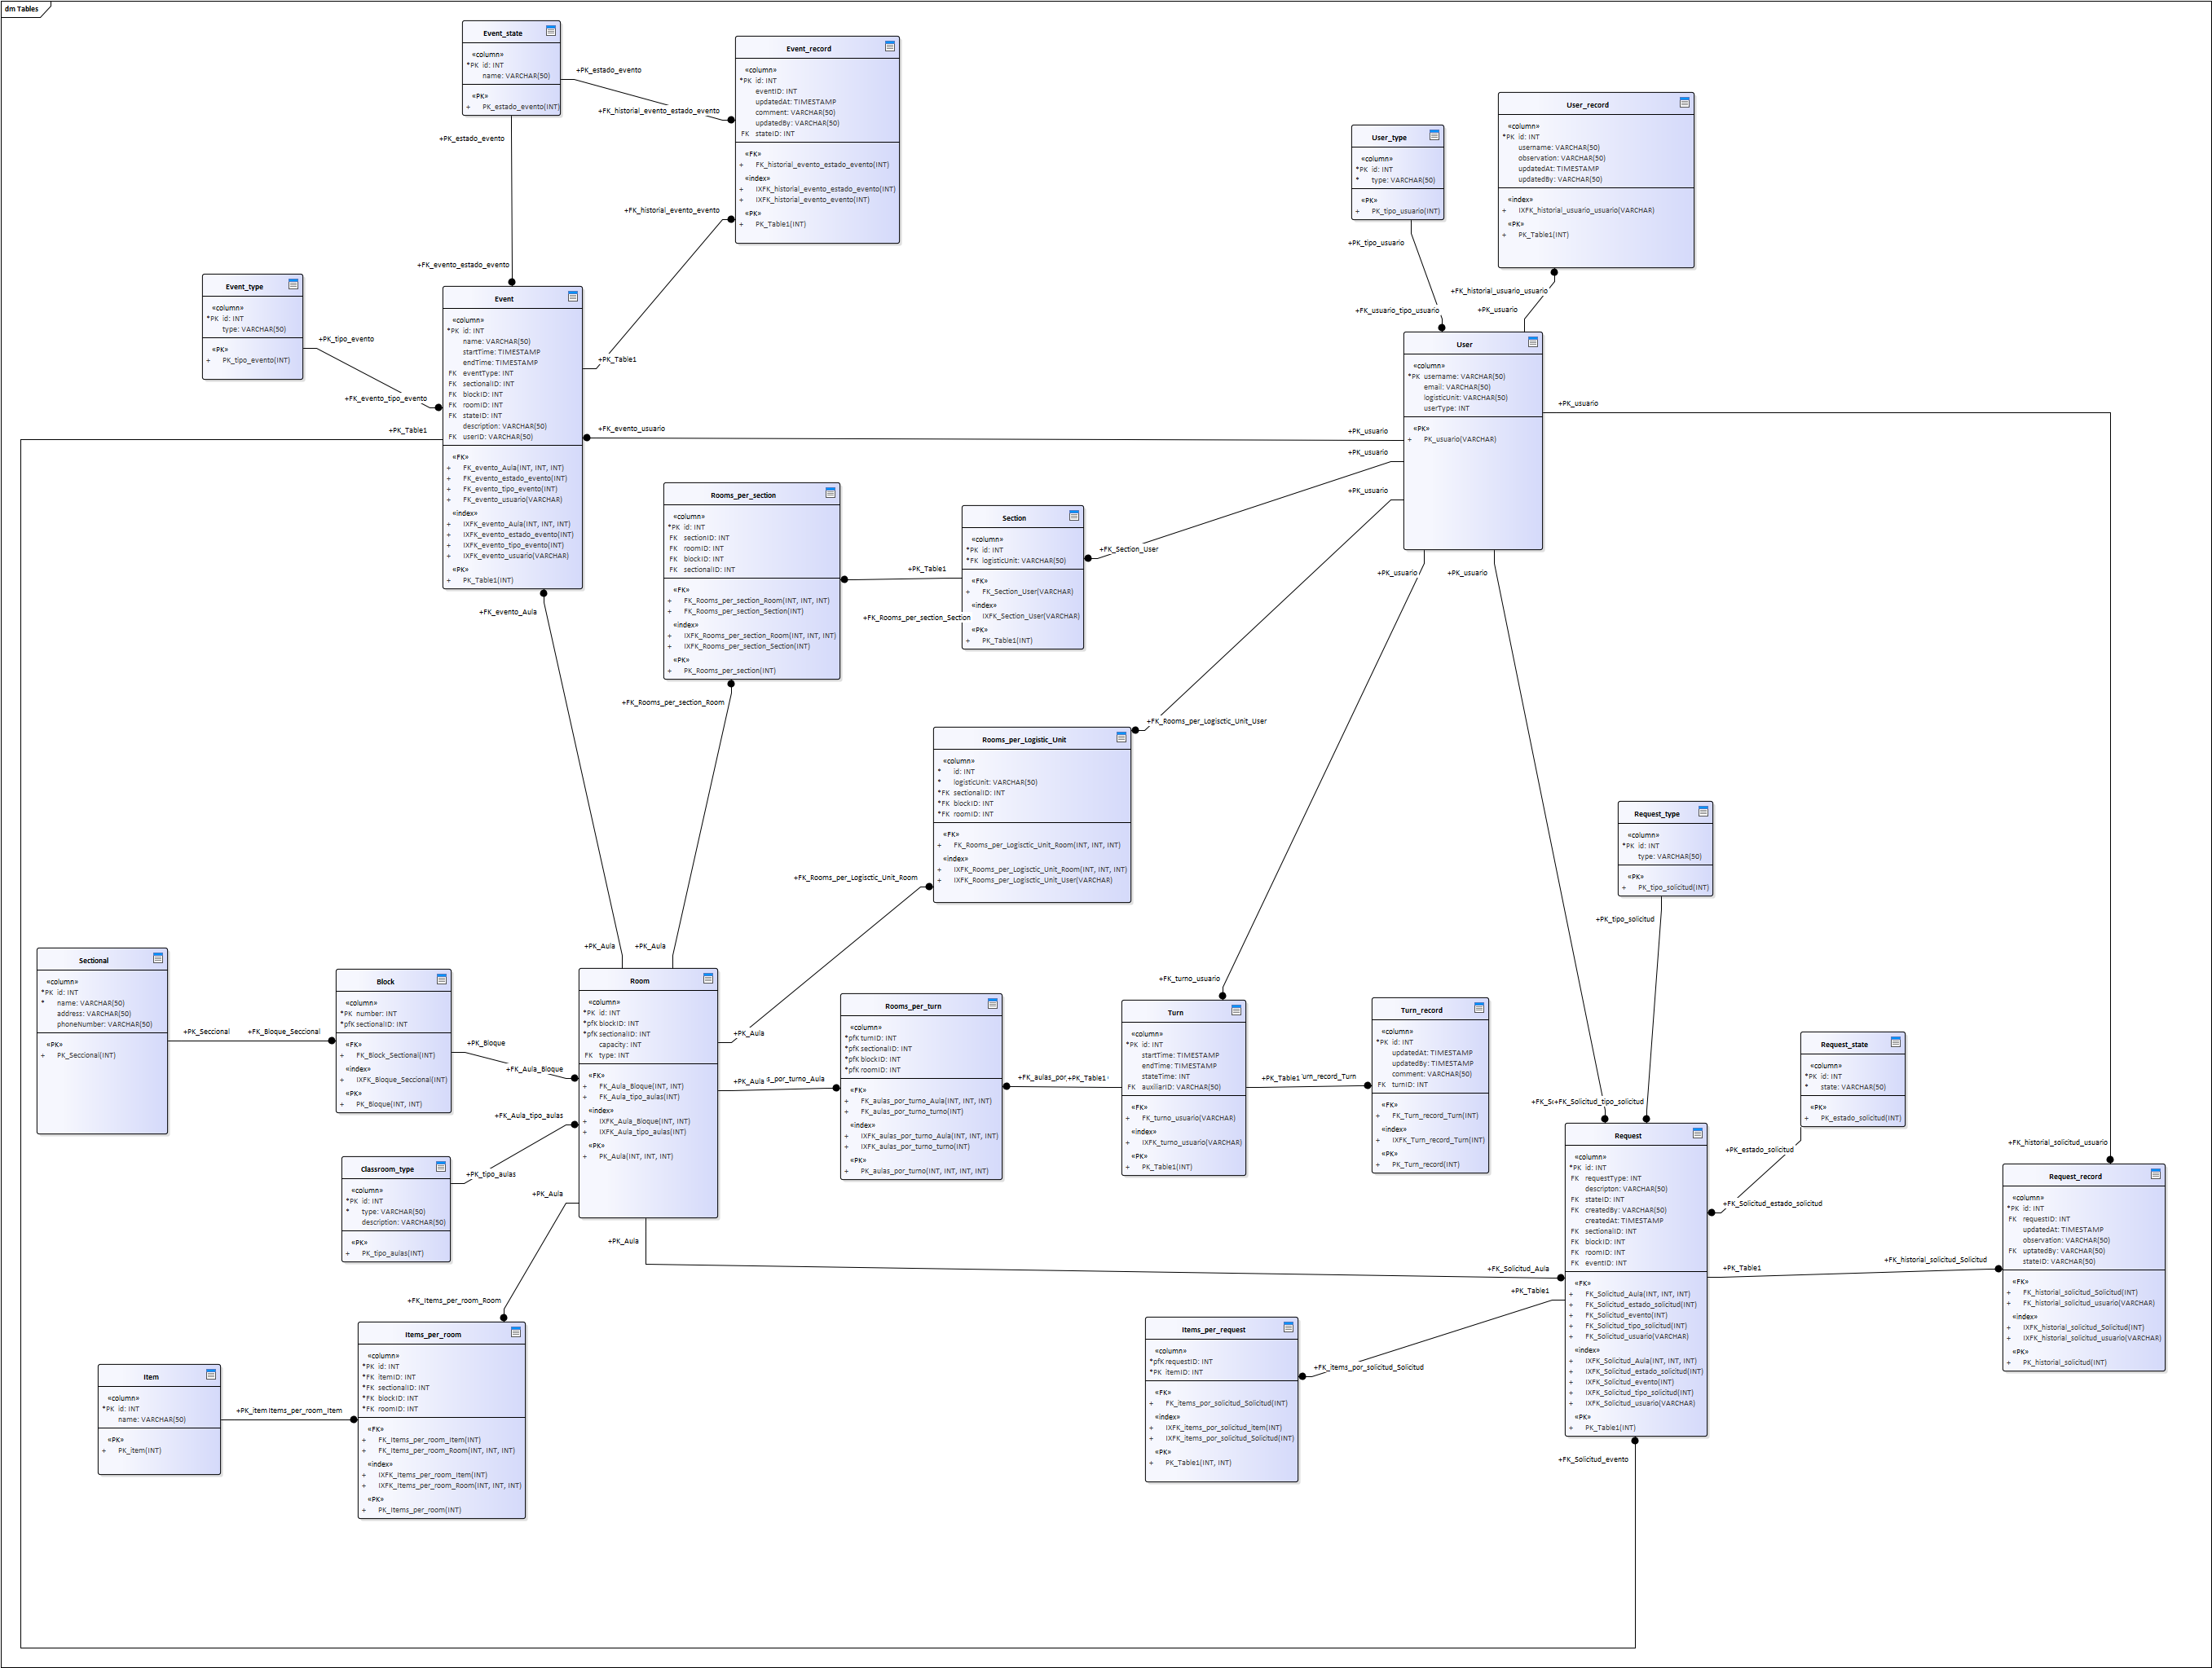 dm Tables
Event_state
«column»
*PK id: INT
name: VARCHAR(50)
«PK»
+ PK_estado_evento(INT)
+PK_estado_evento
+FK_historial_evento_estado_evento
Event_record
«column»
*PK id: INT
eventID: INT
updatedAt: TIMESTAMP
comment: VARCHAR(50)
updatedBy: VARCHAR(50)
FK stateID: INT
«FK»
+ FK_historial_evento_estado_evento(INT)
«index»
+ IXFK_historial_evento_estado_evento(INT)
+ IXFK_historial_evento_evento(INT)
«PK»
+ PK_Table1(INT)
User_type
«column»
*PK id: INT
* type: VARCHAR(50)
«PK»
+ PK_tipo_usuario(INT)
User_record
«column»
*PK id: INT
username: VARCHAR(50)
observation: VARCHAR(50)
updatedAt: TIMESTAMP
updatedBy: VARCHAR(50)
«index»
+ IXFK_historial_usuario_usuario(VARCHAR)
«PK»
+ PK_Table1(INT)
+PK_estado_evento
+FK_evento_estado_evento
+FK_historial_evento_evento
+PK_Table1
+PK_tipo_usuario
+FK_usuario_tipo_usuario
+FK_historial_usuario_usuario
+PK_usuario
Event_type
«column»
*PK id: INT
type: VARCHAR(50)
«PK»
+ PK_tipo_evento(INT)
+PK_tipo_evento
+FK_evento_tipo_evento
+PK_Table1
Event
«column»
*PK id: INT
name: VARCHAR(50)
startTime: TIMESTAMP
endTime: TIMESTAMP
FK eventType: INT
FK sectionalID: INT
FK blockID: INT
FK roomID: INT
FK stateID: INT
description: VARCHAR(50)
FK userID: VARCHAR(50)
«FK»
+ FK_evento_Aula(INT, INT, INT)
+ FK_evento_estado_evento(INT)
+ FK_evento_tipo_evento(INT)
+ FK_evento_usuario(VARCHAR)
«index»
+ IXFK_evento_Aula(INT, INT, INT)
+ IXFK_evento_estado_evento(INT)
+ IXFK_evento_tipo_evento(INT)
+ IXFK_evento_usuario(VARCHAR)
«PK»
+ PK_Table1(INT)
+FK_evento_usuario
+FK_evento_Aula
User
«column»
*PK username: VARCHAR(50)
email: VARCHAR(50)
logisticUnit: VARCHAR(50)
userType: INT
«PK»
+ PK_usuario(VARCHAR)
+PK_usuario
+PK_usuario
+PK_usuario
+PK_usuario
+PK_usuario
+PK_usuario
Rooms_per_section
«column»
*PK id: INT
FK sectionID: INT
FK roomID: INT
FK blockID: INT
FK sectionalID: INT
«FK»
+ FK_Rooms_per_section_Room(INT, INT, INT)
+ FK_Rooms_per_section_Section(INT)
«index»
+ IXFK_Rooms_per_section_Room(INT, INT, INT)
+ IXFK_Rooms_per_section_Section(INT)
«PK»
+ PK_Rooms_per_section(INT)
+PK_Table1
+FK_Rooms_per_section_Section
+FK_Rooms_per_section_Room
Section
«column»
*PK id: INT
*FK logisticUnit: VARCHAR(50)
«FK»
+ FK_Section_User(VARCHAR)
«index»
IXFK_Section_User(VARCHAR)
«PK»
+ PK_Table1(INT)
+FK_Section_User
+FK_Rooms_per_Logisctic_Unit_User
Rooms_per_Logistic_Unit
«column»
* id: INT
* logisticUnit: VARCHAR(50)
*FK sectionalID: INT
*FK blockID: INT
*FK roomID: INT
«FK»
+ FK_Rooms_per_Logisctic_Unit_Room(INT, INT, INT)
«index»
+ IXFK_Rooms_per_Logisctic_Unit_Room(INT, INT, INT)
+ IXFK_Rooms_per_Logisctic_Unit_User(VARCHAR)
+FK_Rooms_per_Logisctic_Unit_Room
Request_type
«column»
*PK id: INT
type: VARCHAR(50)
«PK»
+ PK_tipo_solicitud(INT)
+PK_tipo_solicitud
Sectional
«column»
*PK id: INT
* name: VARCHAR(50)
address: VARCHAR(50)
phoneNumber: VARCHAR(50)
«PK»
+ PK_Seccional(INT)
+PK_Seccional
+FK_Bloque_Seccional
Block
«column»
*PK number: INT
*pfK sectionalID: INT
«FK»
+ FK_Block_Sectional(INT)
«index»
+ IXFK_Bloque_Seccional(INT)
«PK»
+ PK_Bloque(INT, INT)
+PK_Bloque
+FK_Aula_Bloque
+FK_Aula_tipo_aulas
+PK_Aula
+PK_Aula
Room
«column»
*PK id: INT
*pfK blockID: INT
*pfK sectionalID: INT
capacity: INT
FK type: INT
«FK»
+ FK_Aula_Bloque(INT, INT)
+ FK_Aula_tipo_aulas(INT)
«index»
+ IXFK_Aula_Bloque(INT, INT)
+ IXFK_Aula_tipo_aulas(INT)
«PK»
+ PK_Aula(INT, INT, INT)
+PK_Aula
+PK_Aula
s_por_turno_Aula
Rooms_per_turn
«column»
*pfK turnID: INT
*pfK sectionalID: INT
*pfK blockID: INT
*pfK roomID: INT
«FK»
+ FK_aulas_por_turno_Aula(INT, INT, INT)
+ FK_aulas_por_turno_turno(INT)
«index»
+ IXFK_aulas_por_turno_Aula(INT, INT, INT)
+ IXFK_aulas_por_turno_turno(INT)
«PK»
+ PK_aulas_por_turno(INT, INT, INT, INT)
+FK_aulas_por
+PK_Table1
+FK_turno_usuario
Turn
«column»
*PK id: INT
startTime: TIMESTAMP
endTime: TIMESTAMP
stateTime: INT
FK auxiliarID: VARCHAR(50)
«FK»
+ FK_turno_usuario(VARCHAR)
«index»
+ IXFK_turno_usuario(VARCHAR)
«PK»
+ PK_Table1(INT)
+PK_Table1
urn_record_Turn
Turn_record
«column»
*PK id: INT
updatedAt: TIMESTAMP
updatedBy: TIMESTAMP
comment: VARCHAR(50)
FK turnID: INT
«FK»
+ FK_Turn_record_Turn(INT)
«index»
+ IXFK_Turn_record_Turn(INT)
«PK»
+ PK_Turn_record(INT)
Request_state
«column»
*PK id: INT
* state: VARCHAR(50)
«PK»
+ PK_estado_solicitud(INT)
+PK_estado_solicitud
+FK_Solicitud_estado_solicitud
+FK_Sc
+FK_Solicitud_tipo_solicitud
Request
«column»
*PK id: INT
FK requestType: INT
descripton: VARCHAR(50)
FK stateID: INT
FK createdBy: VARCHAR(50)
createdAt: TIMESTAMP
FK sectionalID: INT
FK blockID: INT
FK roomID: INT
FK eventID: INT
«FK»
+ FK_Solicitud_Aula(INT, INT, INT)
+ FK_Solicitud_estado_solicitud(INT)
+ FK_Solicitud_evento(INT)
+ FK_Solicitud_tipo_solicitud(INT)
+ FK_Solicitud_usuario(VARCHAR)
«index»
+ IXFK_Solicitud_Aula(INT, INT, INT)
+ IXFK_Solicitud_estado_solicitud(INT)
+ IXFK_Solicitud_evento(INT)
+ IXFK_Solicitud_tipo_solicitud(INT)
+ IXFK_Solicitud_usuario(VARCHAR)
«PK»
+ PK_Table1(INT)
+PK_Table1
+FK_historial_solicitud_Solicitud
+FK_historial_solicitud_usuario
Request_record
«column»
*PK id: INT
FK requestID: INT
updatedAt: TIMESTAMP
observation: VARCHAR(50)
FK uptatedBy: VARCHAR(50)
stateID: VARCHAR(50)
«FK»
+ FK_historial_solicitud_Solicitud(INT)
+ FK_historial_solicitud_usuario(VARCHAR)
«index»
+ IXFK_historial_solicitud_Solicitud(INT)
+ IXFK_historial_solicitud_usuario(VARCHAR)
«PK»
+ PK_historial_solicitud(INT)
Classroom_type
«column»
*PK id: INT
* type: VARCHAR(50)
description: VARCHAR(50)
«PK»
+ PK_tipo_aulas(INT)
+PK_tipo_aulas
+PK_Aula
+PK_Aula
+FK_Solicitud_Aula
+PK_Table1
+FK_Items_per_room_Room
Item
«column»
*PK id: INT
name: VARCHAR(50)
«PK»
+ PK_item(INT)
+PK_item
Items_per_room_Item
Items_per_room
«column»
*PK id: INT
*FK itemID: INT
*FK sectionalID: INT
*FK blockID: INT
*FK roomID: INT
«FK»
+ FK_Items_per_room_Item(INT)
+ FK_Items_per_room_Room(INT, INT, INT)
«index»
+ IXFK_Items_per_room_Item(INT)
+ IXFK_Items_per_room_Room(INT, INT, INT)
«PK»
+ PK_Items_per_room(INT)
Items_per_request
«column»
*pfK requestID: INT
*PK itemID: INT
«FK»
+ FK_items_por_solicitud_Solicitud(INT)
«index»
+ IXFK_items_por_solicitud_item(INT)
+ IXFK_items_por_solicitud_Solicitud(INT)
«PK»
+ PK_Table1(INT, INT)
+FK_items_por_solicitud_Solicitud
+FK_Solicitud_evento